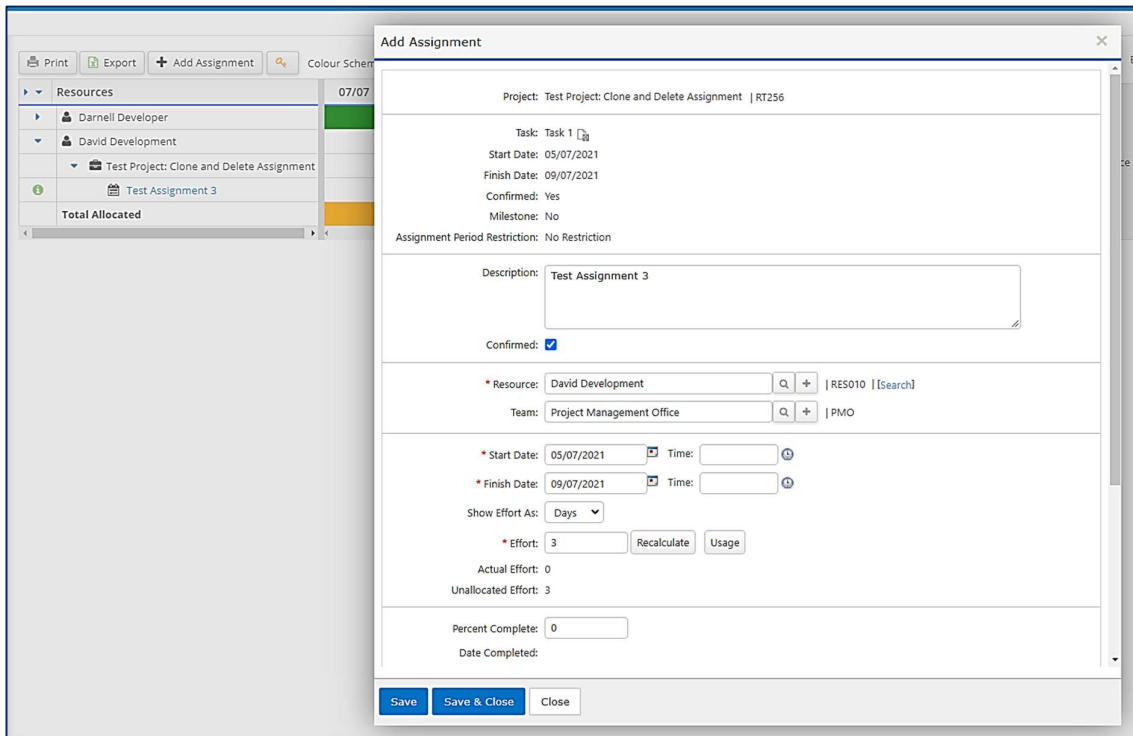 Print Export + Add Assignment Colour Schem
Resources 07/07
Darnell Developer
David Development
Test Project: Clone and Delete Assignment
Test Assignment 3
Total Allocated
Add Assignment
Project: Test Project: Clone and Delete Assignment | RT256
Task: Task 1
Start Date: 05/07/2021
Finish Date: 09/07/2021
Confirmed: Yes
Milestone: No
Assignment Period Restriction: No Restriction
Description: Test Assignment 3
Confirmed:
* Resource: David Development | RES010 | [Search]
Team: Project Management Office | PMO
* Start Date: 05/07/2021 Time:
* Finish Date: 09/07/2021 Time:
Show Effort As: Days
* Effort: 3 Recalculate Usage
Actual Effort: 0
Unallocated Effort: 3
Percent Complete: 0
Date Completed:
Save Save & Close Close